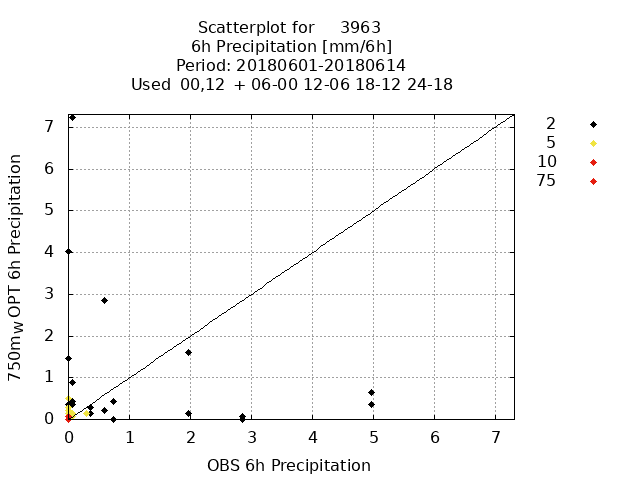 Scatterplot for 3963
6h Precipitation [mm/6h]
Period: 20180601-20180614
Used 00,12 + 06-00 12-06 18-12 24-18
2
5
10
75
7
6
5
4
3
2
1
0
750mw OPT 6h Precipitation
0 1 2 3 4 5 6 7
OBS 6h Precipitation